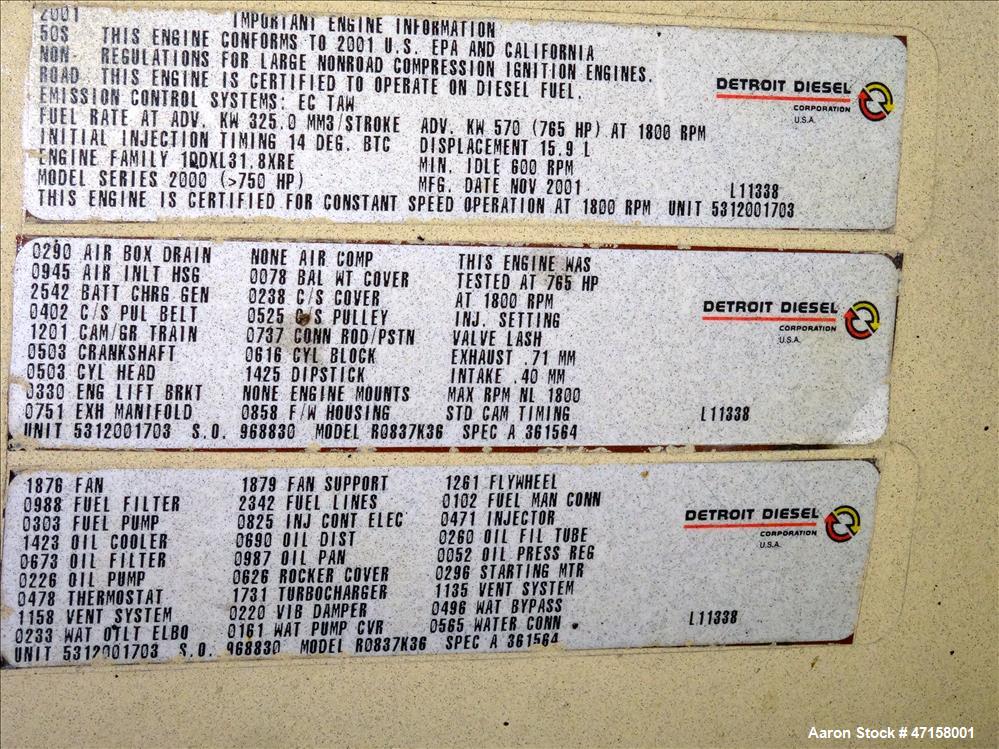 2001 IMPORTANT ENGINE INFORMATION
50S THIS ENGINE CONFORMS TO 2001 U.S. EPA AND CALIFORNIA
NON- REGULATIONS FOR LARGE NONROAD COMPRESSION IGNITION ENGINES.
ROAD THIS ENGINE IS CERTIFIED TO OPERATE ON DIESEL FUEL.
EMISSION CONTROL SYSTEMS: EC TAW
FUEL RATE AT ADV. KW 325.0 MM3/STROKE ADV. KW 570 (765 HP) AT 1800 RPM
INITIAL INJECTION TIMING 14 DEG. BTC DISPLACEMENT 15.9 L
ENGINE FAMILY 1DDXL31.8XRE MIN. IDLE 600 RPM
MODEL SERIES 2000 (>750 HP) MFG. DATE NOV 2001 L11338
THIS ENGINE IS CERTIFIED FOR CONSTANT SPEED OPERATION AT 1800 RPM UNIT 5312001703
DETROIT DIESEL
CORPORATION
U.S.A.
0290 AIR BOX DRAIN NONE AIR COMP THIS ENGINE WAS
0945 AIR INLT HSG 0078 BAL WT COVER TESTED AT 765 HP
2542 BATT CHRG GEN 0238 C/S COVER AT 1800 RPM
0402 C/S PUL BELT 0525 C/S PULLEY INJ. SETTING
1201 CAM/GR TRAIN 0737 CONN ROD/PSTN VALVE LASH
0503 CRANKSHAFT 0616 CYL BLOCK EXHAUST .71 MM
0503 CYL HEAD 1425 DIPSTICK INTAKE .40 MM
0330 ENG LIFT BRKT NONE ENGINE MOUNTS MAX RPM NL 1800
0751 EXH MANIFOLD 0858 F/W HOUSING STD CAM TIMING L11338
UNIT 5312001703 S.O. 968830 MODEL R0837K36 SPEC A 361564
DETROIT DIESEL
CORPORATION
U.S.A.
1876 FAN 1879 FAN SUPPORT 1261 FLYWHEEL
0988 FUEL FILTER 2342 FUEL LINES 0102 FUEL MAN CONN
0303 FUEL PUMP 0825 INJ CONT ELEC 0471 INJECTOR
1423 OIL COOLER 0690 OIL DIST 0260 OIL FIL TUBE
0673 OIL FILTER 0987 OIL PAN 0052 OIL PRESS REG
0226 OIL PUMP 0626 ROCKER COVER 0296 STARTING MTR
0478 THERMOSTAT 1731 TURBOCHARGER 1135 VENT SYSTEM
1158 VENT SYSTEM 0220 VIB DAMPER 0496 WAT BYPASS
0233 WAT OTLT ELBO 0161 WAT PUMP CVR 0565 WATER CONN L11338
UNIT 5312001703 S.O. 968830 MODEL R0837K36 SPEC A 361564
DETROIT DIESEL
CORPORATION
U.S.A.
Aaron Stock # 47158001